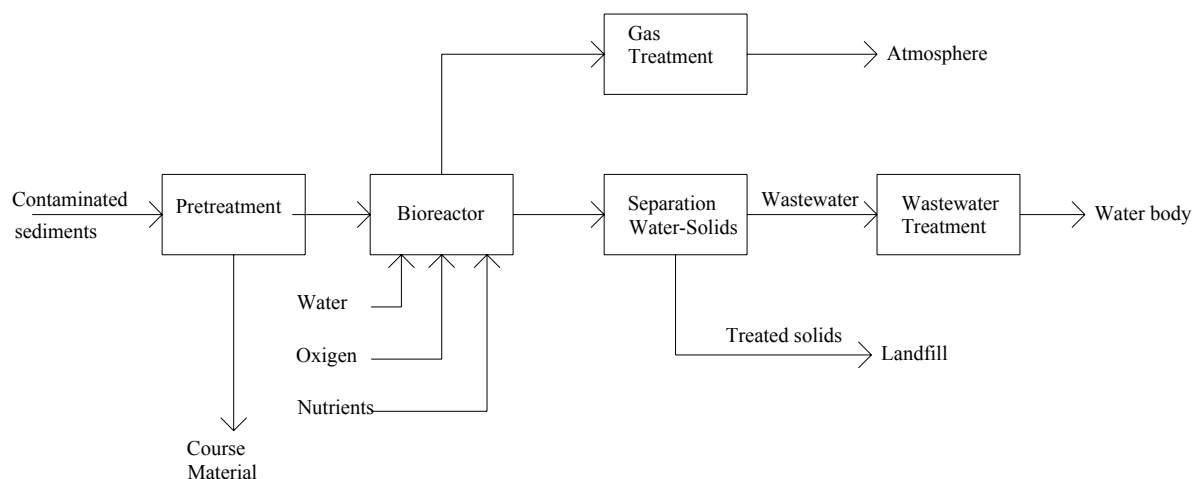 Gas
Treatment
Atmosphere
Contaminated
sediments
Pretreatment
Bioreactor
Separation
Water-Solids
Wastewater
Wastewater
Treatment
Water body
Water
Oxigen
Nutrients
Treated solids
Landfill
Course
Material